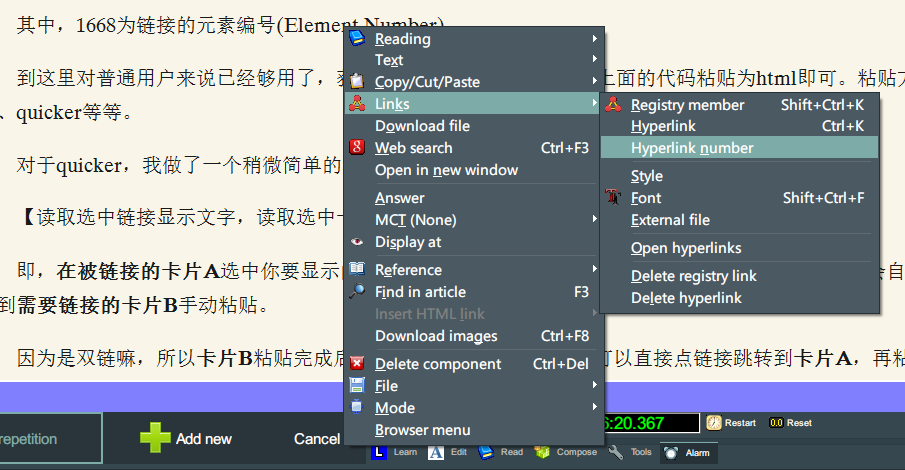 其中，1668为链接的元素编号(Element Number)
到这里对普通用户来说已经够用了，
上面的代码粘贴为html即可。粘贴
、quicker等等。
对于quicker，我做了一个稍微简单的
【读取选中链接显示文字，读取选中
即，在被链接的卡片A选中你要显示
到需要链接的卡片B手动粘贴。
因为是双链嘛，所以卡片B粘贴完成后
可以直接点链接跳转到卡片A，再粘
Reading
Text
Copy/Cut/Paste
Links
Download file
Web search Ctrl+F3
Open in new window
Answer
MCT (None)
Display at
Reference
Find in article F3
Insert HTML link
Download images Ctrl+F8
Delete component Ctrl+Del
File
Mode
Browser menu
Registry member Shift+Ctrl+K
Hyperlink Ctrl+K
Hyperlink number
Style
Font Shift+Ctrl+F
External file
Open hyperlinks
Delete registry link
Delete hyperlink
repetition
Add new
Cancel
6:20.367
Restart
0.0 Reset
L Learn
A Edit
Read
Compose
Tools
Alarm